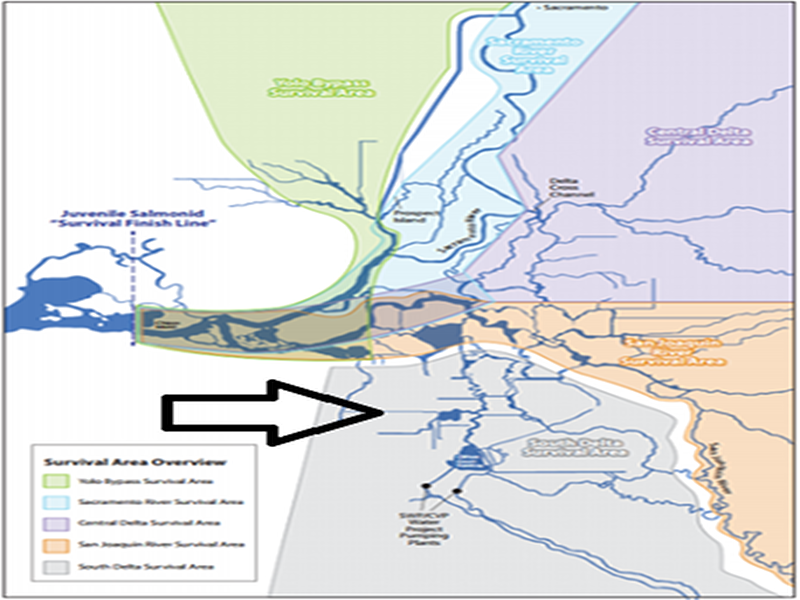 - Sacramento
Sacramento
River
Survival
Area
Yolo Bypass
Survival Area
Central Delta
Survival Area
Delta
Cross
Channel
Juvenile Salmonid
"Survival Finish Line"
Prospect
Island
San Joaquin
River
Survival Area
South Delta
Survival Area
SWP/CVP
Water
Project
Pumping
Plants
Survival Area Overview
Yolo Bypass Survival Area
Sacramento River Survival Area
Central Delta Survival Area
San Joaquin River Survival Area
South Delta Survival Area